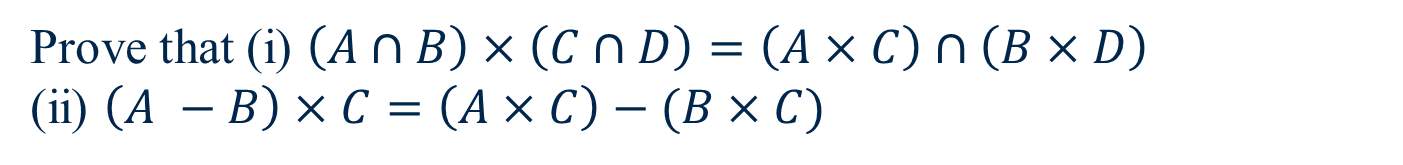 Prove that (i) (A ∩ B) × (C ∩ D) = (A × C) ∩ (B × D)
(ii) (A − B) × C = (A × C) − (B × C)